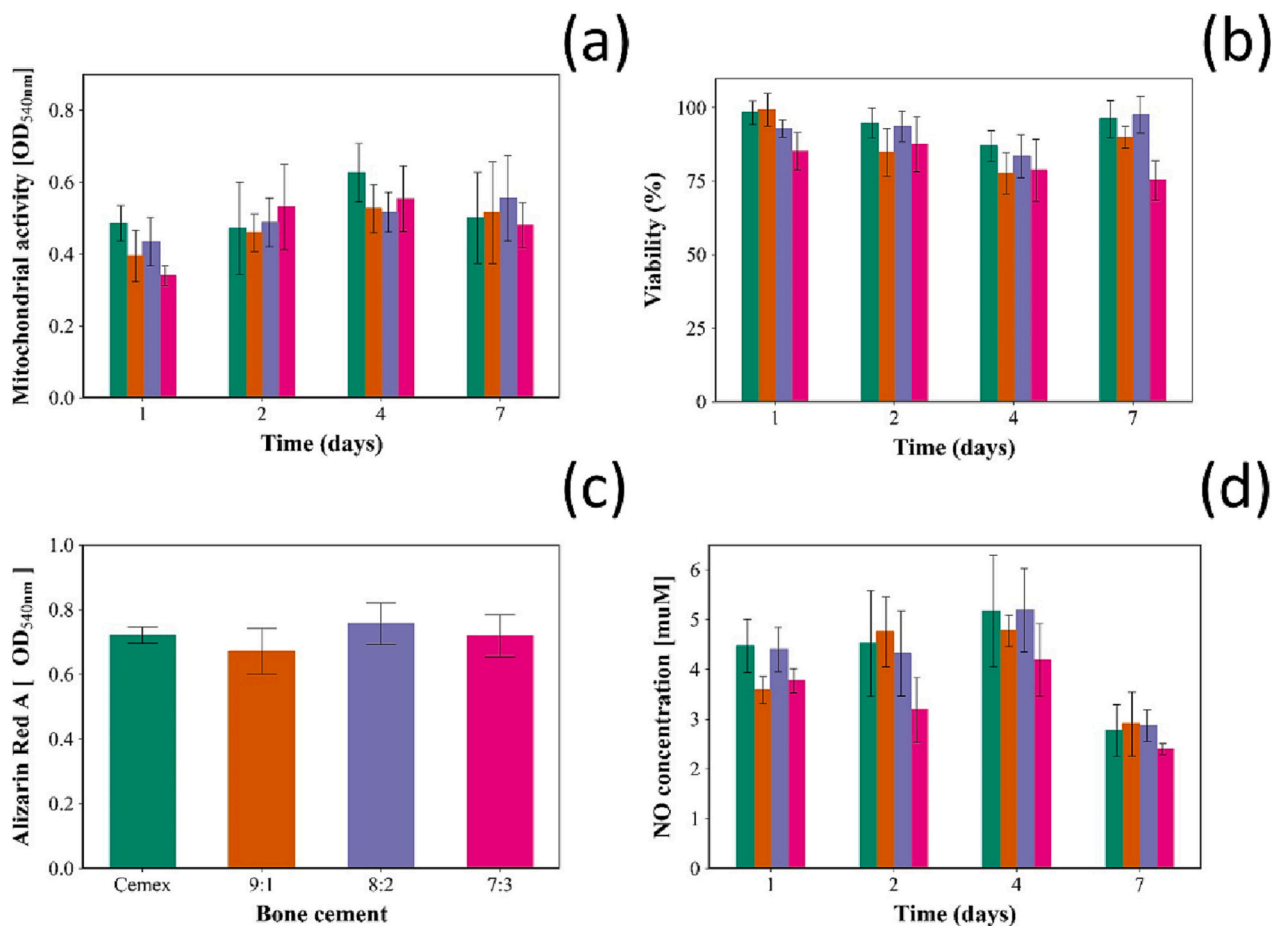 (a)
Mitochondrial activity [OD540nm]
0.8
0.6
0.4
0.2
0.0
1 2 4 7
Time (days)
(b)
Viability (%)
100
75
50
25
0
1 2 4 7
Time (days)
(c)
Alizarin Red A [ OD540nm]
1.0
0.8
0.6
0.4
0.2
0.0
Cemex 9:1 8:2 7:3
Bone cement
(d)
NO concentration [muM]
6
5
4
3
2
1
0
1 2 4 7
Time (days)